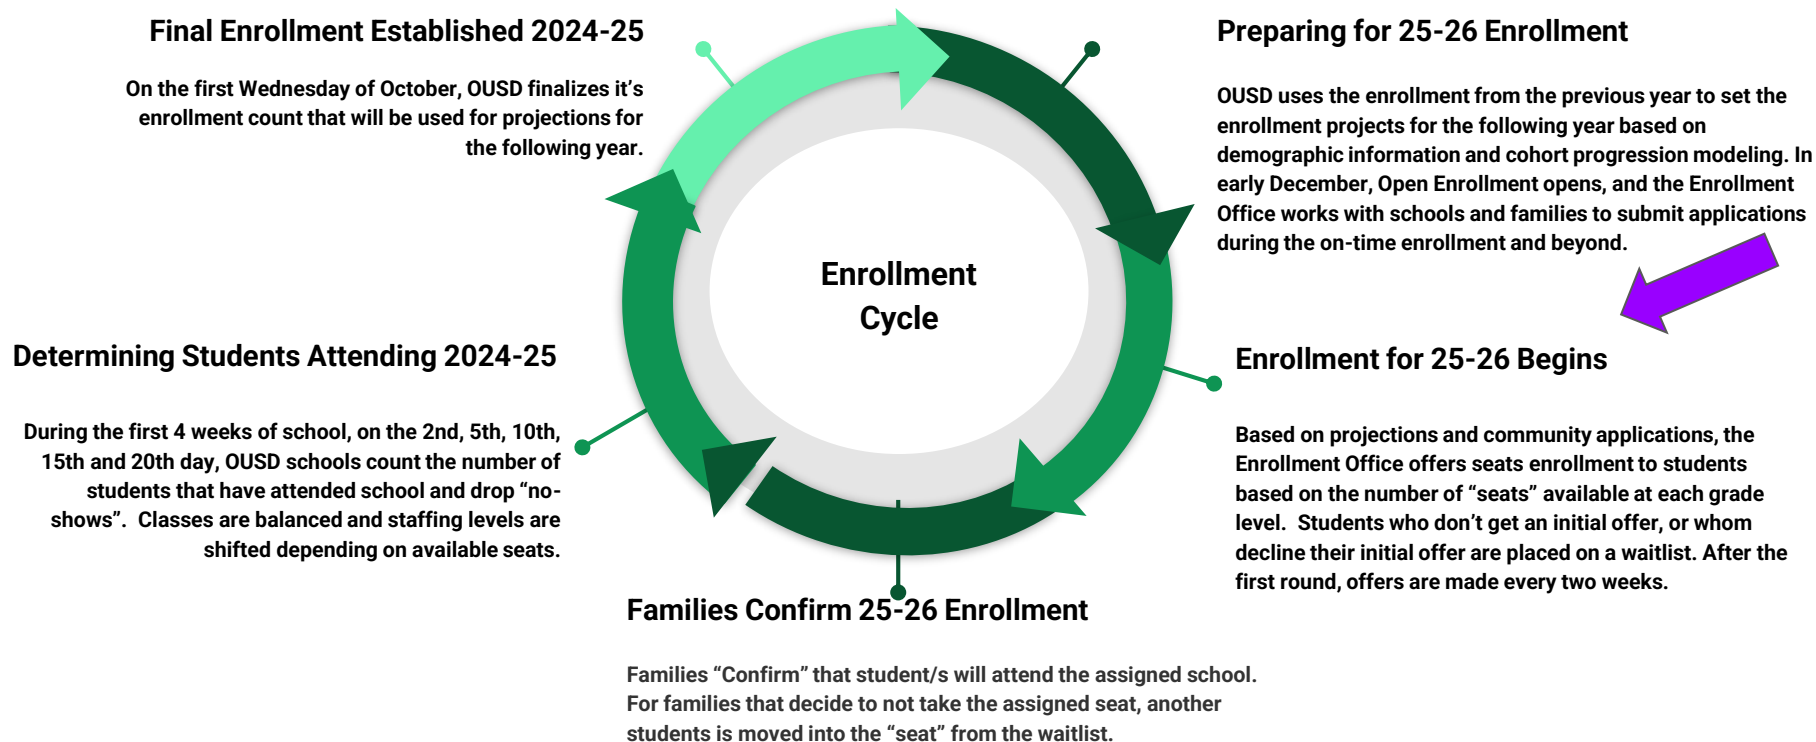 Final Enrollment Established 2024-25
On the first Wednesday of October, OUSD finalizes it’s
enrollment count that will be used for projections for
the following year.
Preparing for 25-26 Enrollment
OUSD uses the enrollment from the previous year to set the
enrollment projects for the following year based on
demographic information and cohort progression modeling. In
early December, Open Enrollment opens, and the Enrollment
Office works with schools and families to submit applications
during the on-time enrollment and beyond.
Enrollment
Cycle
Determining Students Attending 2024-25
During the first 4 weeks of school, on the 2nd, 5th, 10th,
15th and 20th day, OUSD schools count the number of
students that have attended school and drop “no-
shows”.  Classes are balanced and staffing levels are
shifted depending on available seats.
Enrollment for 25-26 Begins
Based on projections and community applications, the
Enrollment Office offers seats enrollment to students
based on the number of “seats” available at each grade
level.  Students who don’t get an initial offer, or whom
decline their initial offer are placed on a waitlist. After the
first round, offers are made every two weeks.
Families Confirm 25-26 Enrollment
Families “Confirm” that student/s will attend the assigned school.
For families that decide to not take the assigned seat, another
students is moved into the “seat” from the waitlist.